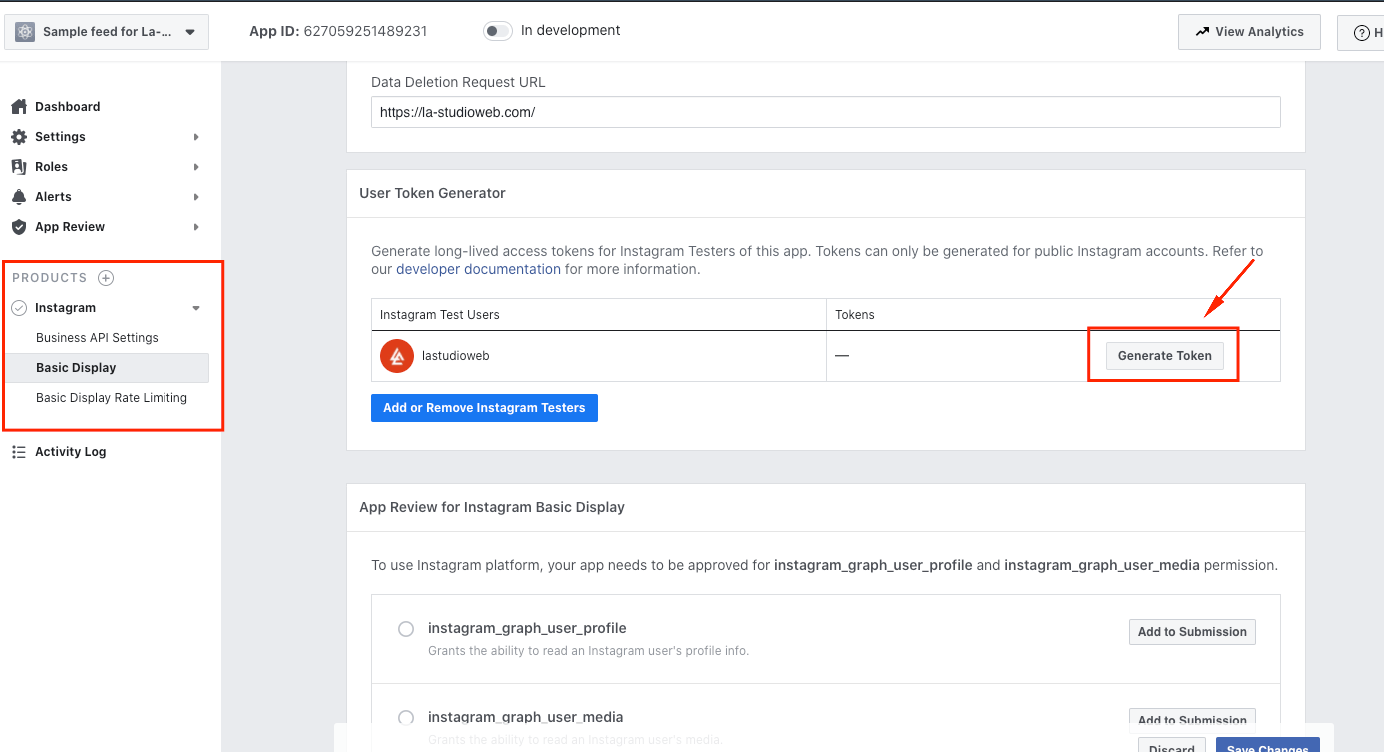 Sample feed for La-...
App ID: 627059251489231
In development
View Analytics
H
Dashboard
Settings
Roles
Alerts
App Review
PRODUCTS
Instagram
Business API Settings
Basic Display
Basic Display Rate Limiting
Activity Log
Data Deletion Request URL
https://la-studioweb.com/
User Token Generator
Generate long-lived access tokens for Instagram Testers of this app. Tokens can only be generated for public Instagram accounts. Refer to
our developer documentation for more information.
Instagram Test Users
Tokens
lastudioweb
—
Generate Token
Add or Remove Instagram Testers
App Review for Instagram Basic Display
To use Instagram platform, your app needs to be approved for instagram_graph_user_profile and instagram_graph_user_media permission.
instagram_graph_user_profile
Add to Submission
Grants the ability to read an Instagram user's profile info.
instagram_graph_user_media
Add to Submission
Grants the ability to read an Instagram user's media.
Discard
Save Changes